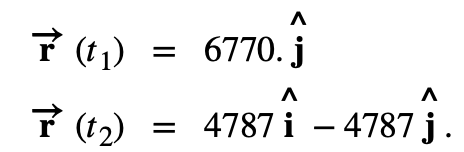 r⃗ (t₁) = 6770. ĵ
r⃗ (t₂) = 4787 î − 4787 ĵ.